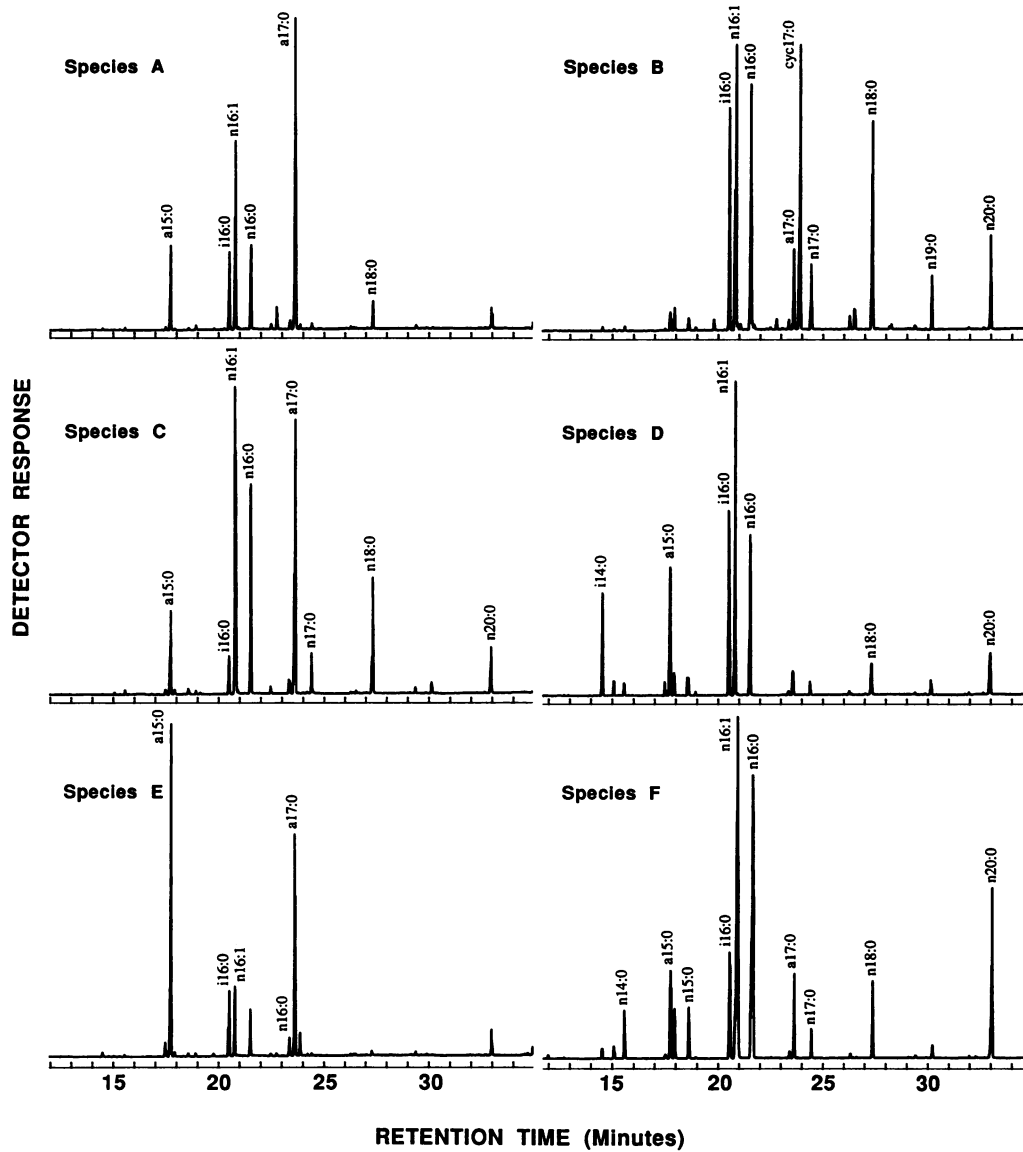 Species A
a15:0
i16:0
n16:1
n16:0
a17:0
n18:0
Species B
i16:0
n16:1
n16:0
a17:0
cyc17:0
n17:0
n18:0
n19:0
n20:0
Species C
a15:0
i16:0
n16:1
n16:0
a17:0
n17:0
n18:0
n20:0
Species D
i14:0
a15:0
i16:0
n16:1
n16:0
n18:0
n20:0
Species E
a15:0
i16:0
n16:1
n16:0
a17:0
Species F
n14:0
a15:0
n15:0
i16:0
n16:1
n16:0
a17:0
n17:0
n18:0
n20:0
DETECTOR RESPONSE
15 20 25 30
15 20 25 30
RETENTION TIME (Minutes)